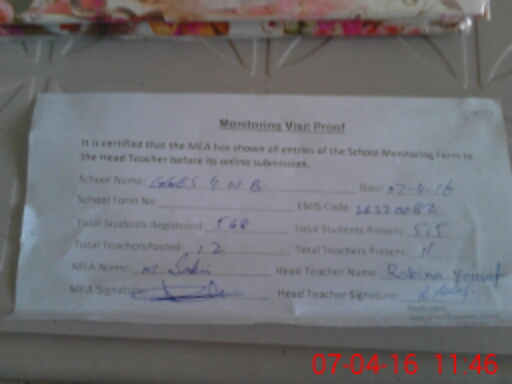 Monitoring Visit Proof
It is certified that the MEA has shown all entries of the School Monitoring Form to
the Head Teacher before its online submission.
School Name: GGES 9 N.B Date: 07-4-16
School Form No: EMIS Code:
Total Students Registered: 568 Total Students Present: 515
Total Teachers Posted: 12 Total Teachers Present: 11
MEA Name: M. Head Teacher Name: Robina Yousaf
MEA Signature: Head Teacher Signature
07-04-16 11:46